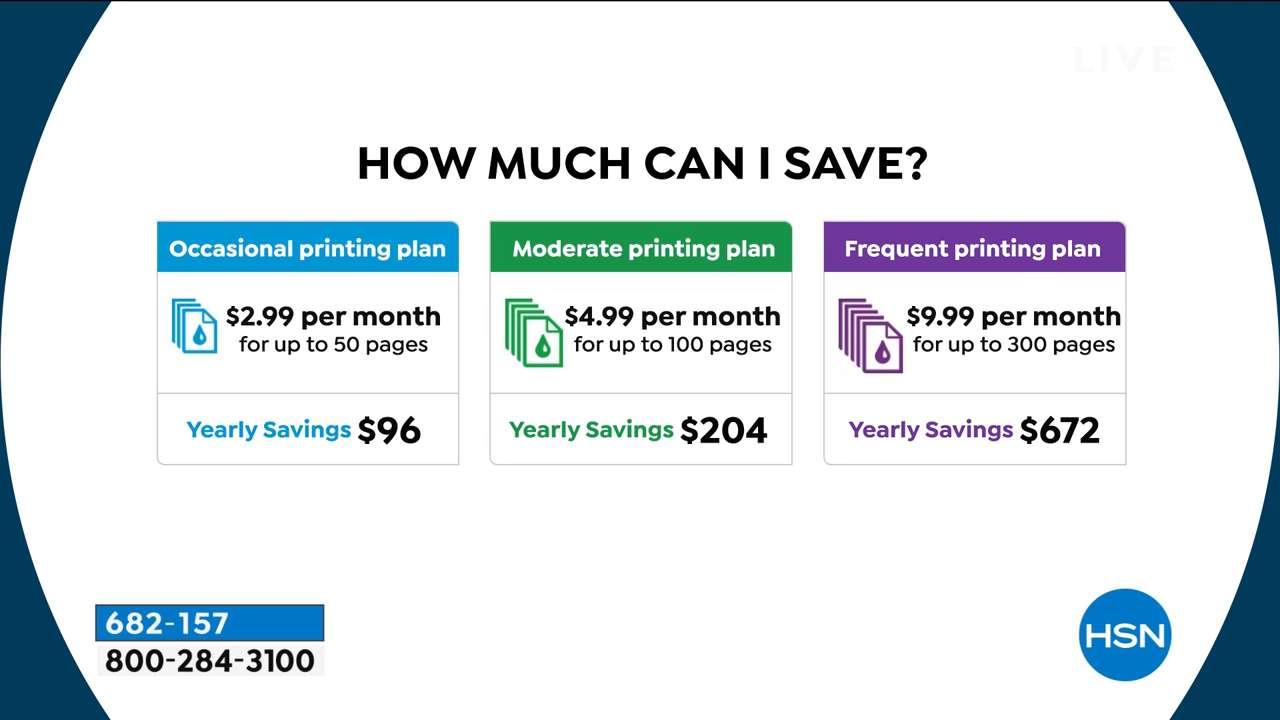 LIVE
HOW MUCH CAN I SAVE?
Occasional printing plan
$2.99 per month
for up to 50 pages
Yearly Savings $96
Moderate printing plan
$4.99 per month
for up to 100 pages
Yearly Savings $204
Frequent printing plan
$9.99 per month
for up to 300 pages
Yearly Savings $672
682-157
800-284-3100
HSN